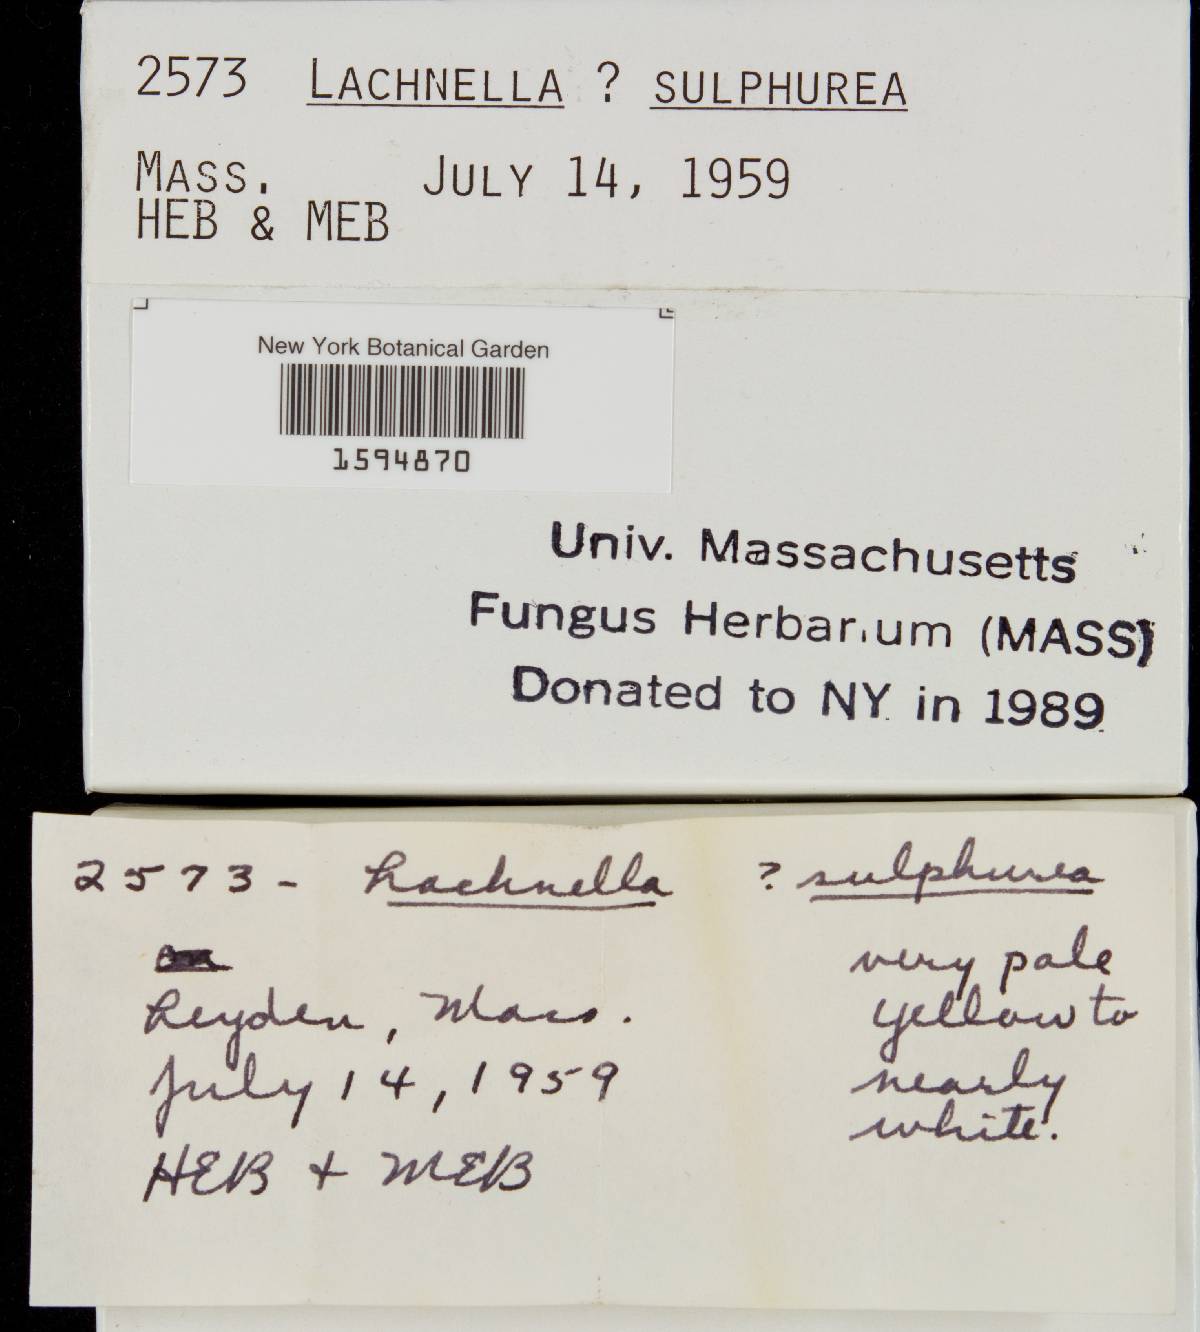 2573 LACHNELLA ? SULPHUREA
MASS. JULY 14, 1959
HEB & MEB
New York Botanical Garden
1594870
Univ. Massachusetts
Fungus Herbarium (MASS)
Donated to NY in 1989
2573 - Lachnella ? sulphurea
very pale
Leyden, Mass. yellow to
July 14, 1959 nearly
white.
HEB + MEB